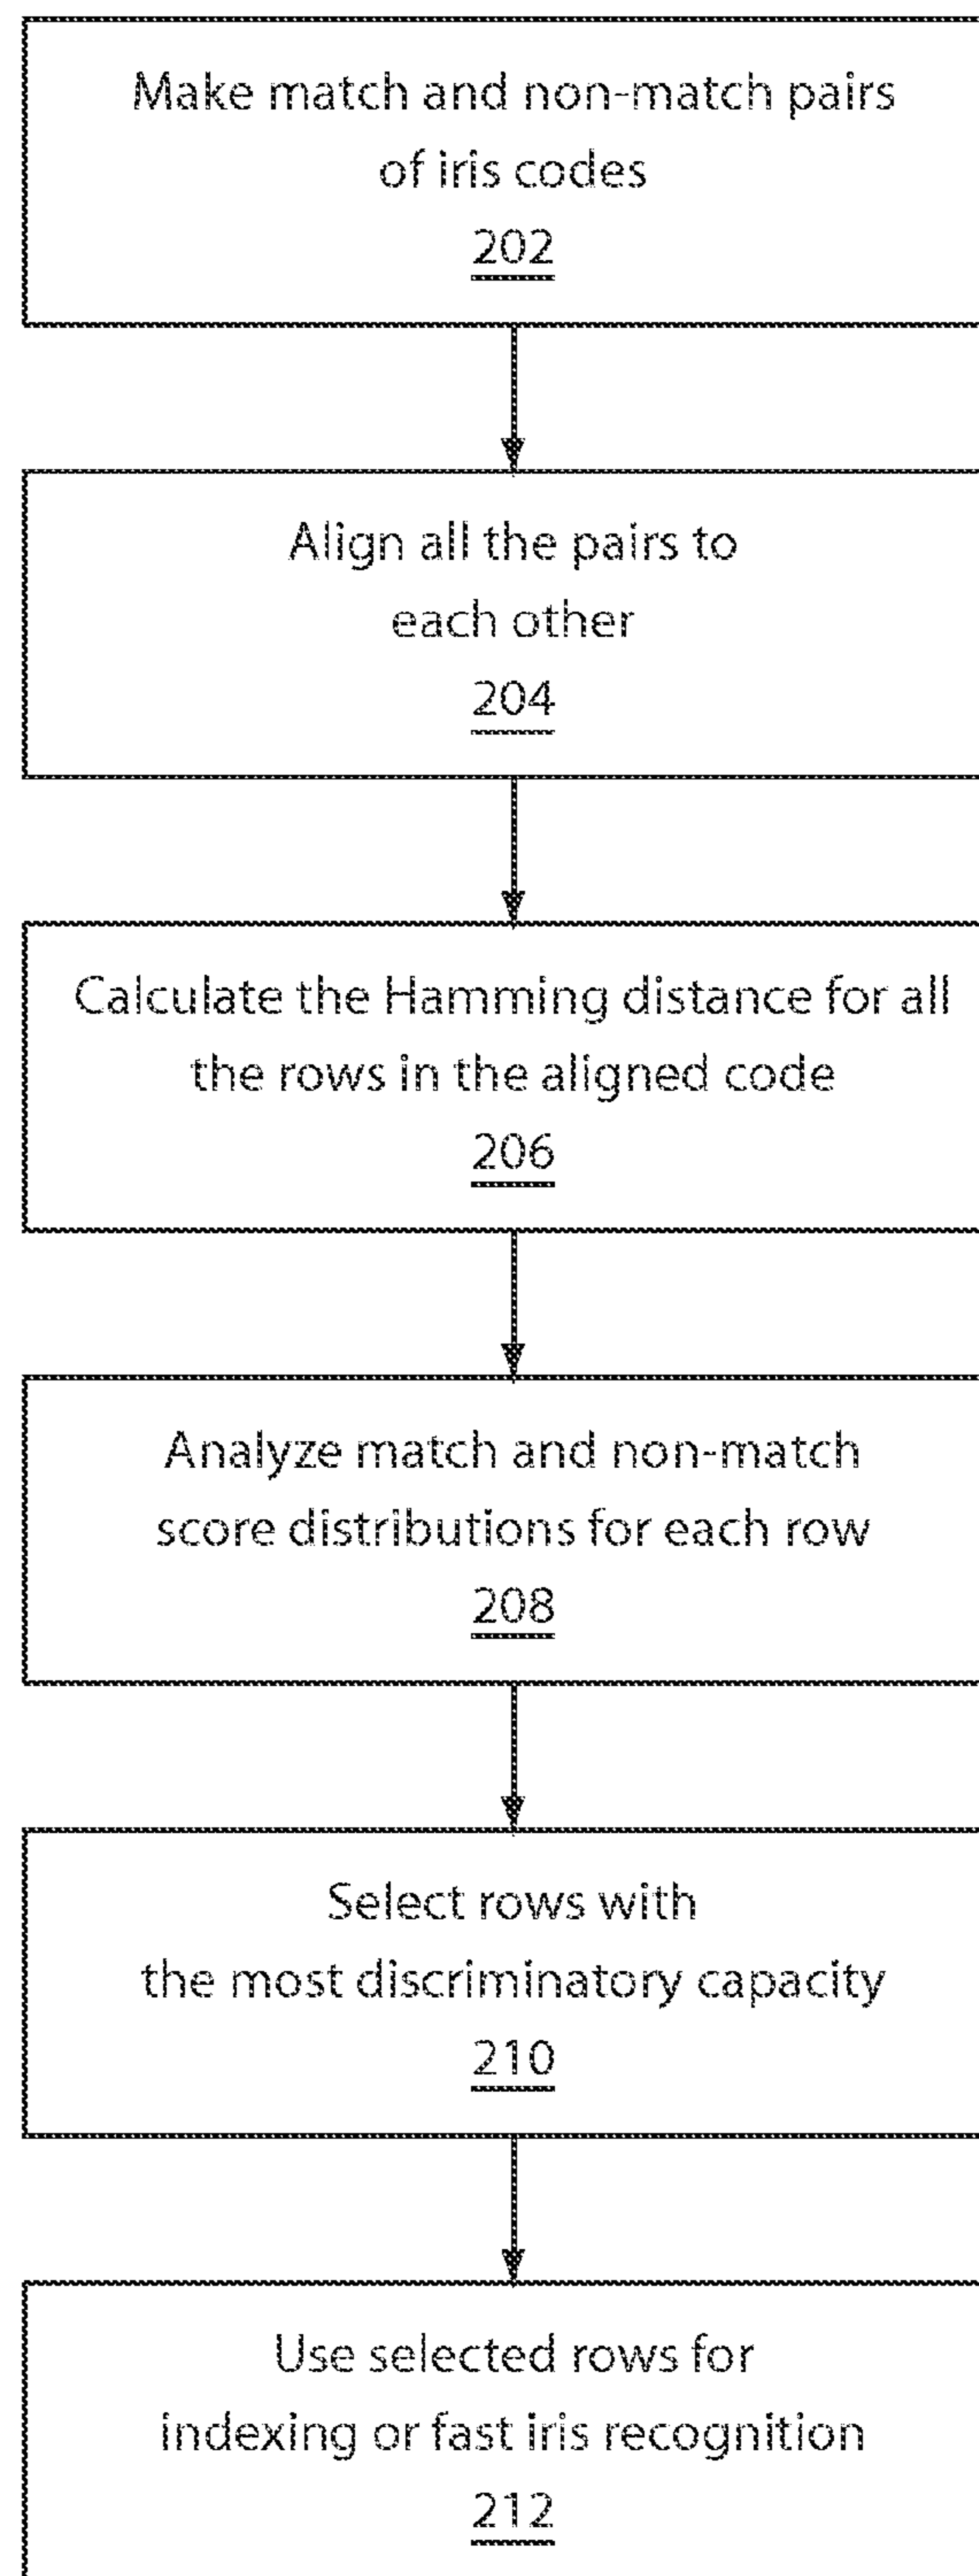 Make match and non-match pairs
of iris codes
202
Align all the pairs to
each other
204
Calculate the Hamming distance for all
the rows in the aligned code
206
Analyze match and non-match
score distributions for each row
208
Select rows with
the most discriminatory capacity
210
Use selected rows for
indexing or fast iris recognition
212